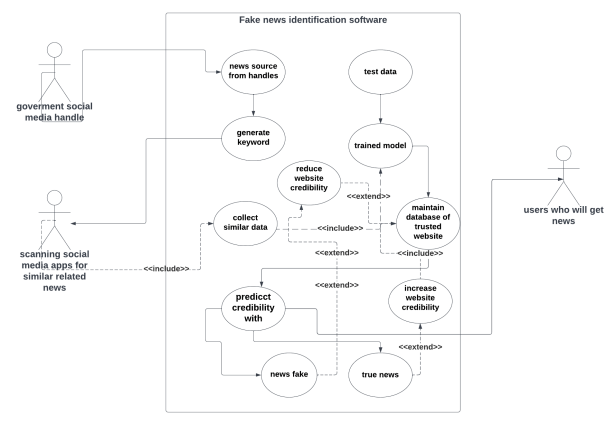 Fake news identification software
news source
from handles
test data
goverment social
media handle
generate
keyword
trained model
reduce
website
credibility
<<extend>>
users who will get
news
collect
similar data
maintain
database of
trusted
website
<<include>>
scanning social
media apps for
similar related
news
<<include>>
<<extend>>
<<include>>
predicct
credibility
with
increase
website
credibility
<<extend>>
<<extend>>
news fake
true news